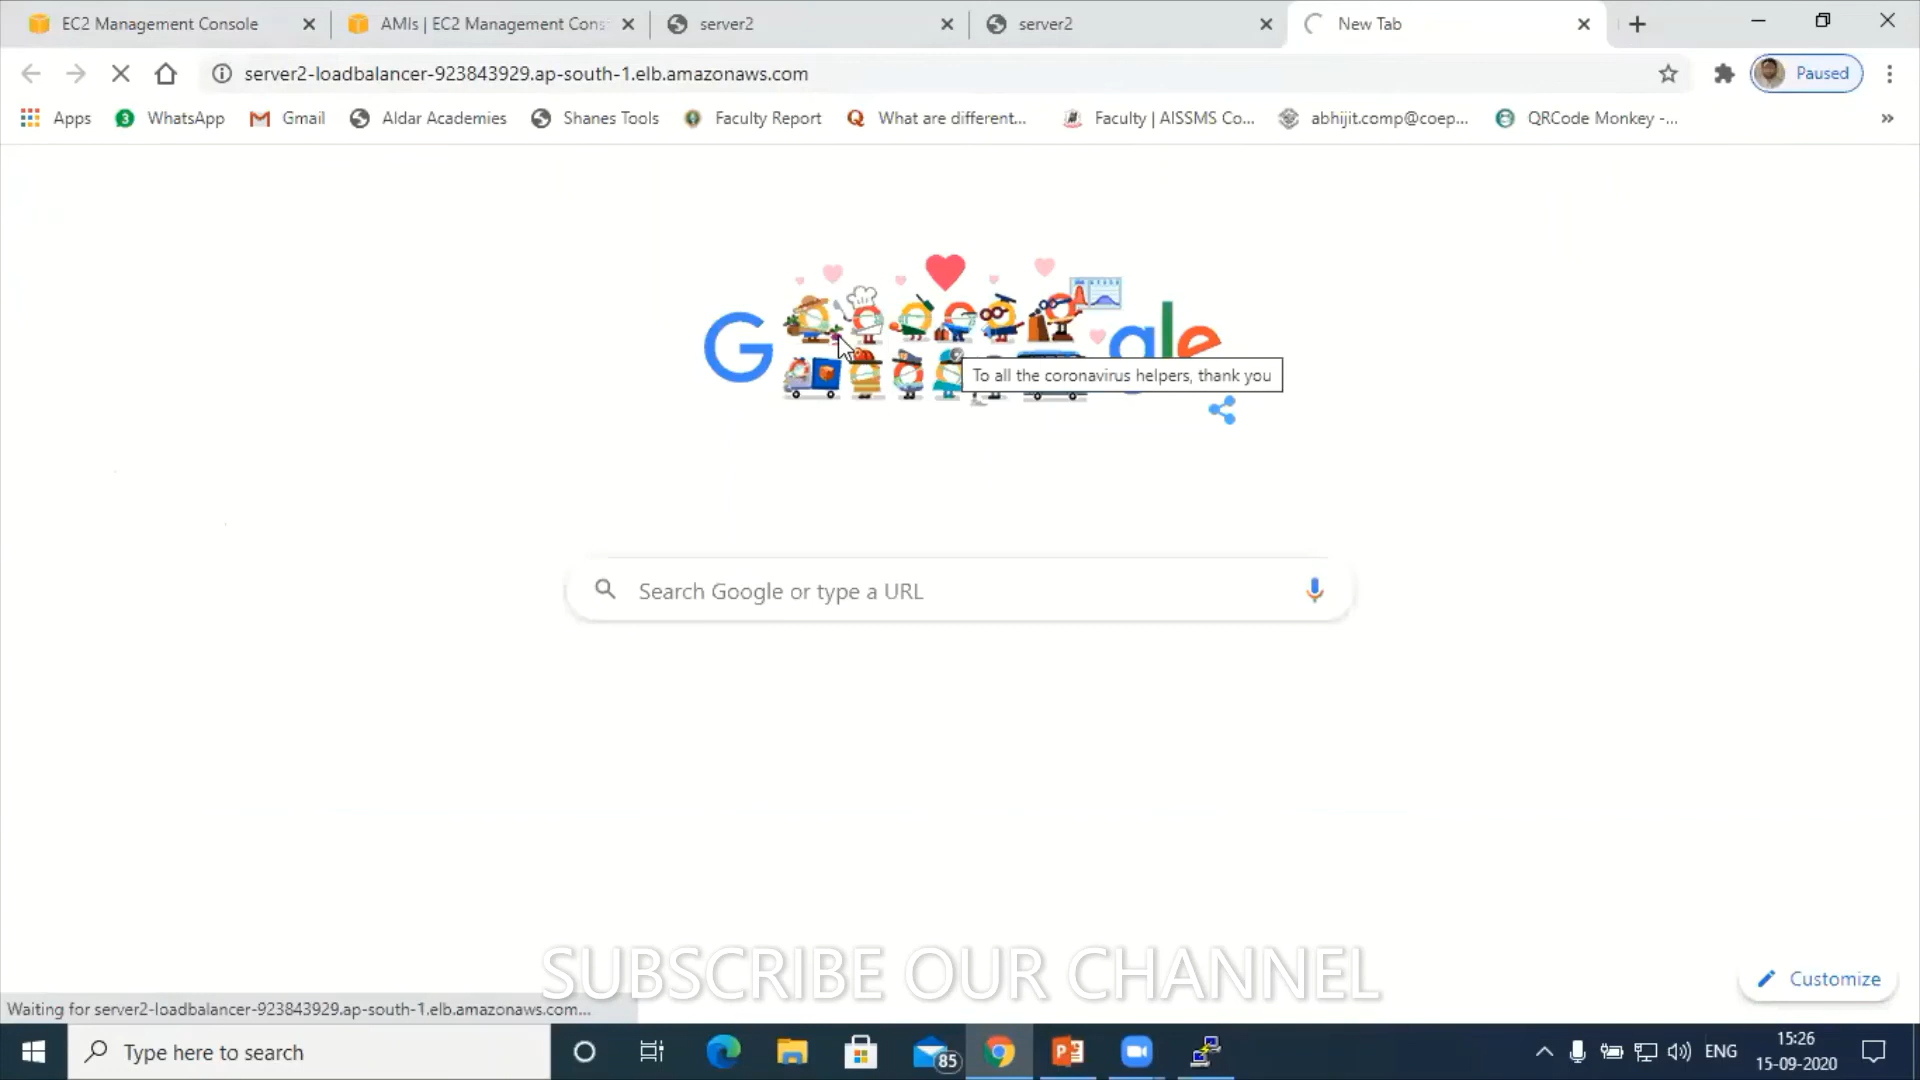 EC2 Management Console
AMIs | EC2 Management Cons
server2
server2
New Tab
server2-loadbalancer-923843929.ap-south-1.elb.amazonaws.com
Paused
Apps
3
WhatsApp
Gmail
Aldar Academies
Shanes Tools
Faculty Report
What are different...
Faculty | AISSMS Co...
abhijit.comp@coep...
QRCode Monkey -...
»
G gle
To all the coronavirus helpers, thank you
Search Google or type a URL
SUBSCRIBE OUR CHANNEL
Customize
Waiting for server2-loadbalancer-923843929.ap-south-1.elb.amazonaws.com...
Type here to search
85
ENG
15:26
15-09-2020